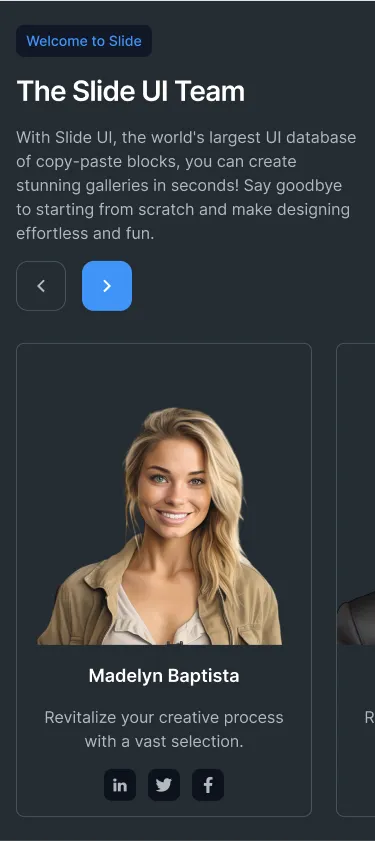 Welcome to Slide
The Slide UI Team
With Slide UI, the world's largest UI database
of copy-paste blocks, you can create
stunning galleries in seconds! Say goodbye
to starting from scratch and make designing
effortless and fun.
Madelyn Baptista
Revitalize your creative process
with a vast selection.